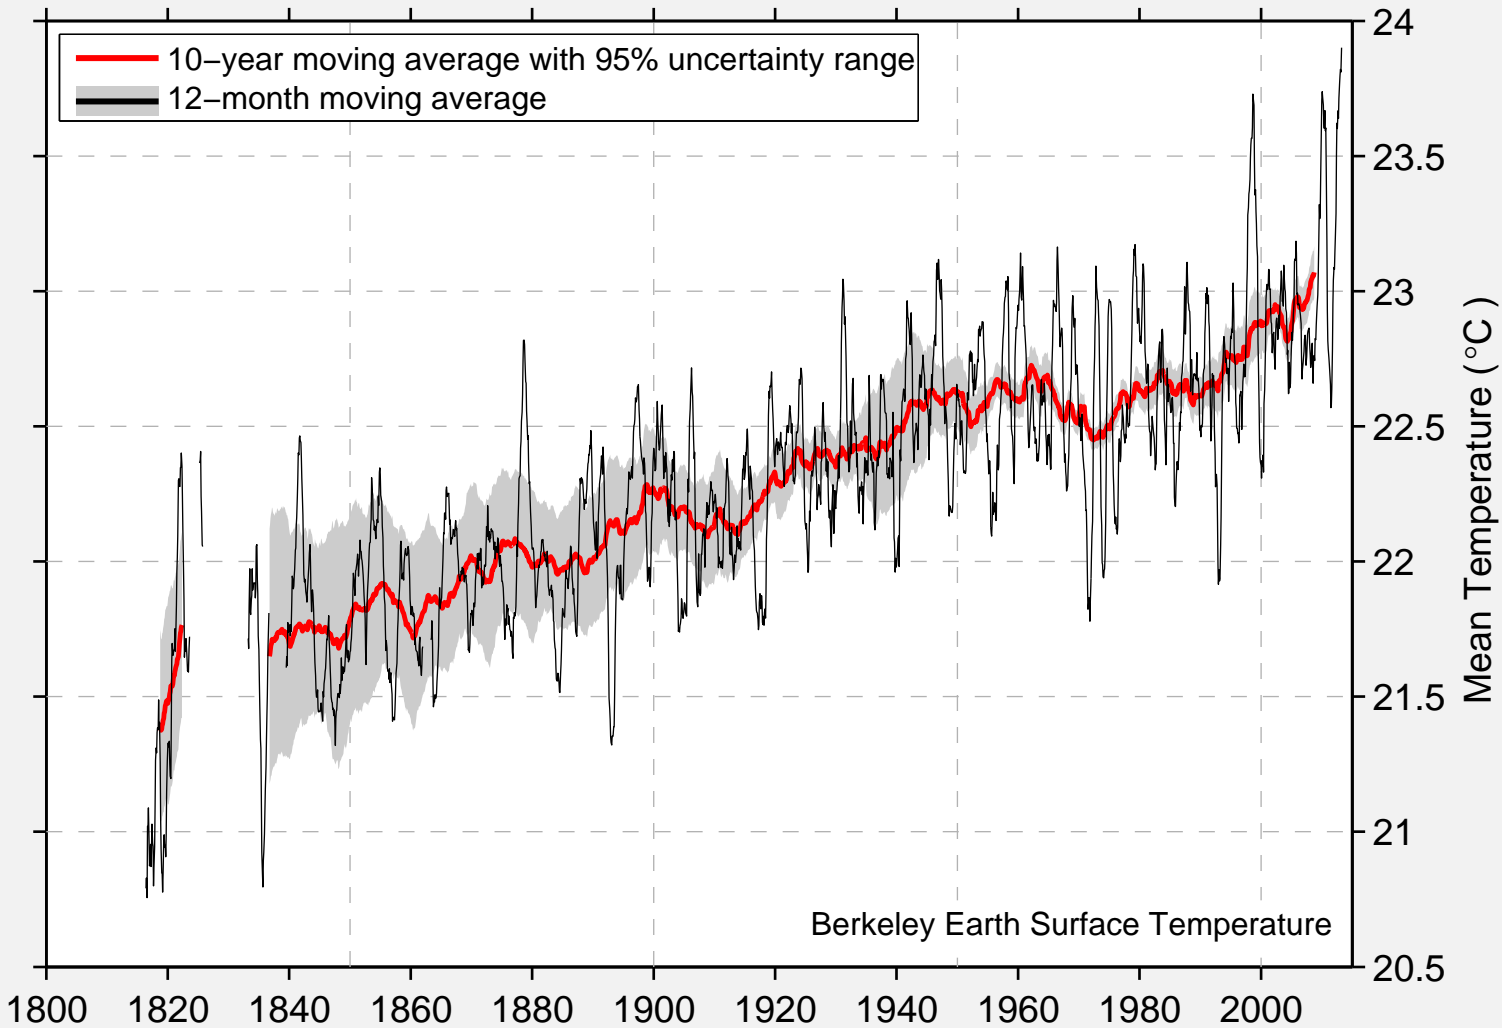 10−year moving average with 95% uncertainty range
12−month moving average
24
23.5
23
22.5
22
21.5
21
20.5
Mean Temperature ( °C )
Berkeley Earth Surface Temperature
1800 1820 1840 1860 1880 1900 1920 1940 1960 1980 2000